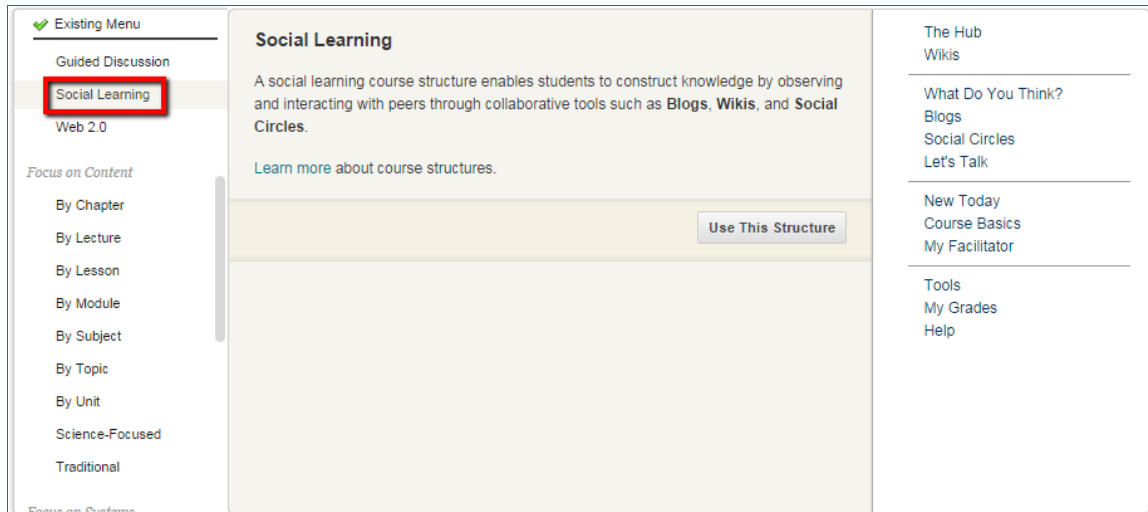 Existing Menu
Guided Discussion
Social Learning
Web 2.0
Focus on Content
By Chapter
By Lecture
By Lesson
By Module
By Subject
By Topic
By Unit
Science-Focused
Traditional
Focus on Systems
Social Learning
A social learning course structure enables students to construct knowledge by observing
and interacting with peers through collaborative tools such as Blogs, Wikis, and Social
Circles.
Learn more about course structures.
Use This Structure
The Hub
Wikis
What Do You Think?
Blogs
Social Circles
Let's Talk
New Today
Course Basics
My Facilitator
Tools
My Grades
Help